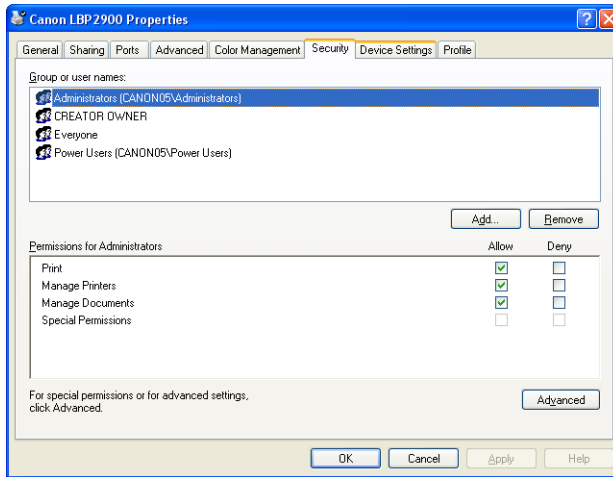 Canon LBP2900 Properties
General Sharing Ports Advanced Color Management Security Device Settings Profile
Group or user names:
Administrators (CANON05\Administrators)
CREATOR OWNER
Everyone
Power Users (CANON05\Power Users)
Add... Remove
Permissions for Administrators Allow Deny
Print
Manage Printers
Manage Documents
Special Permissions
For special permissions or for advanced settings,
click Advanced.
Advanced
OK Cancel Apply Help